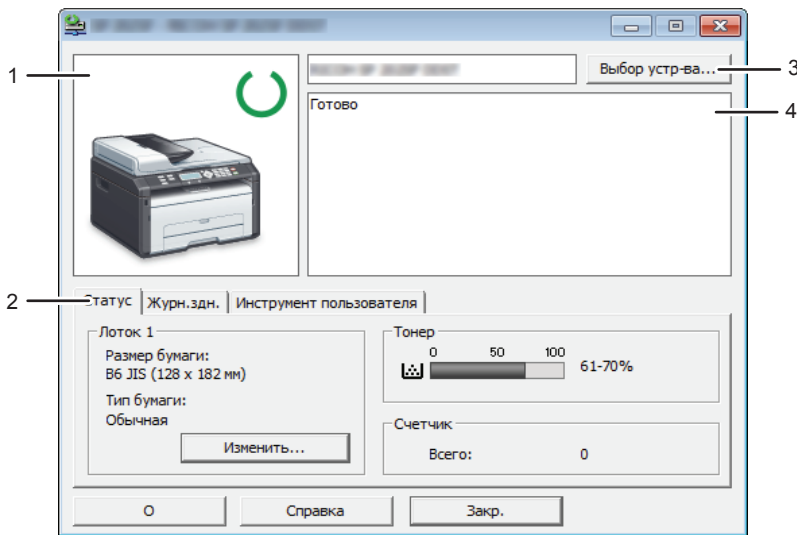 1
2
3
4
Выбор устр-ва...
Готово
Статус
Журн.здн.
Инструмент пользователя
Лоток 1
Размер бумаги:
B6 JIS (128 x 182 мм)
Тип бумаги:
Обычная
Изменить...
Тонер
0 50 100
61-70%
Счетчик
Всего: 0
О
Справка
Закр.